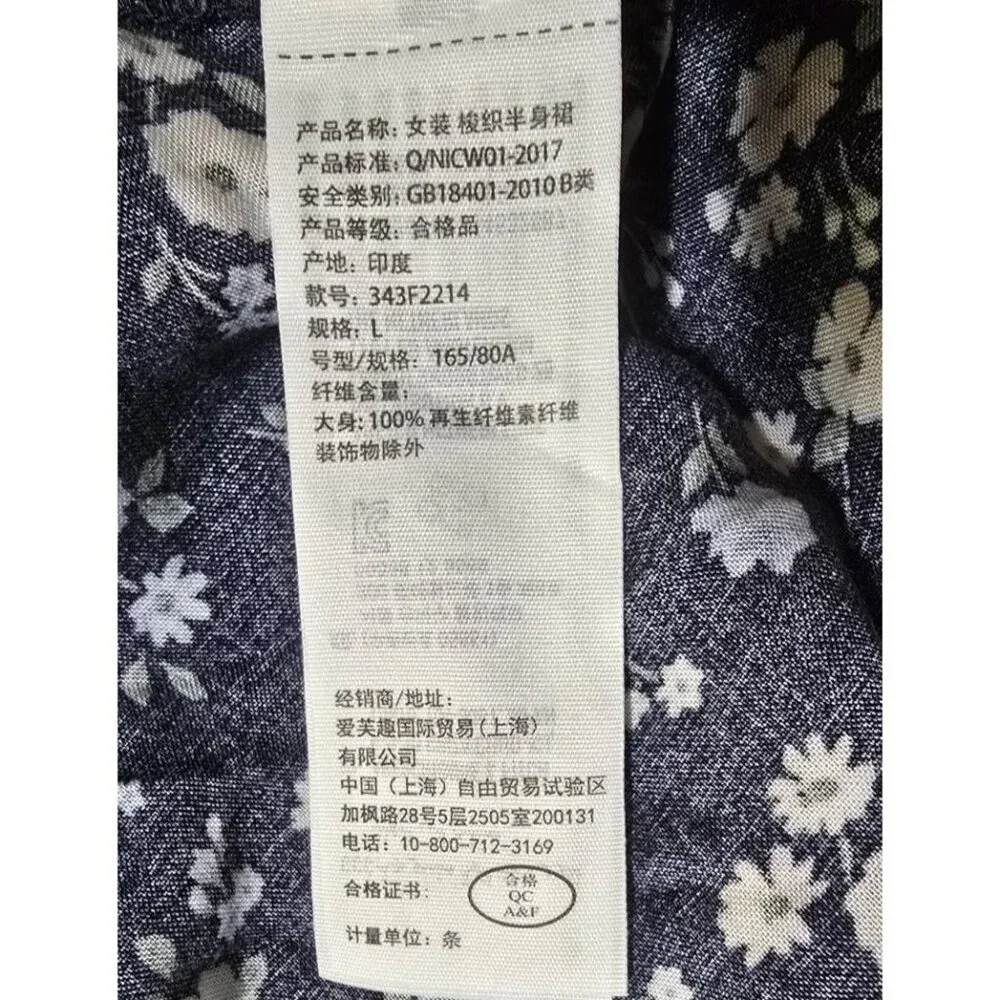 产品名称: 女装 梭织半身裙
产品标准: Q/NICW01-2017
安全类别: GB18401-2010 B类
产品等级: 合格品
产地: 印度
款号: 343F2214
规格: L
号型/规格: 165/80A
纤维含量:
大身: 100% 再生纤维素纤维
装饰物除外
经销商/地址:
爱芙趣国际贸易(上海)
有限公司
中国 (上海) 自由贸易试验区
加枫路28号5层2505室200131
电话: 10-800-712-3169
合格证书:
合格
QC
A&F
计量单位: 条